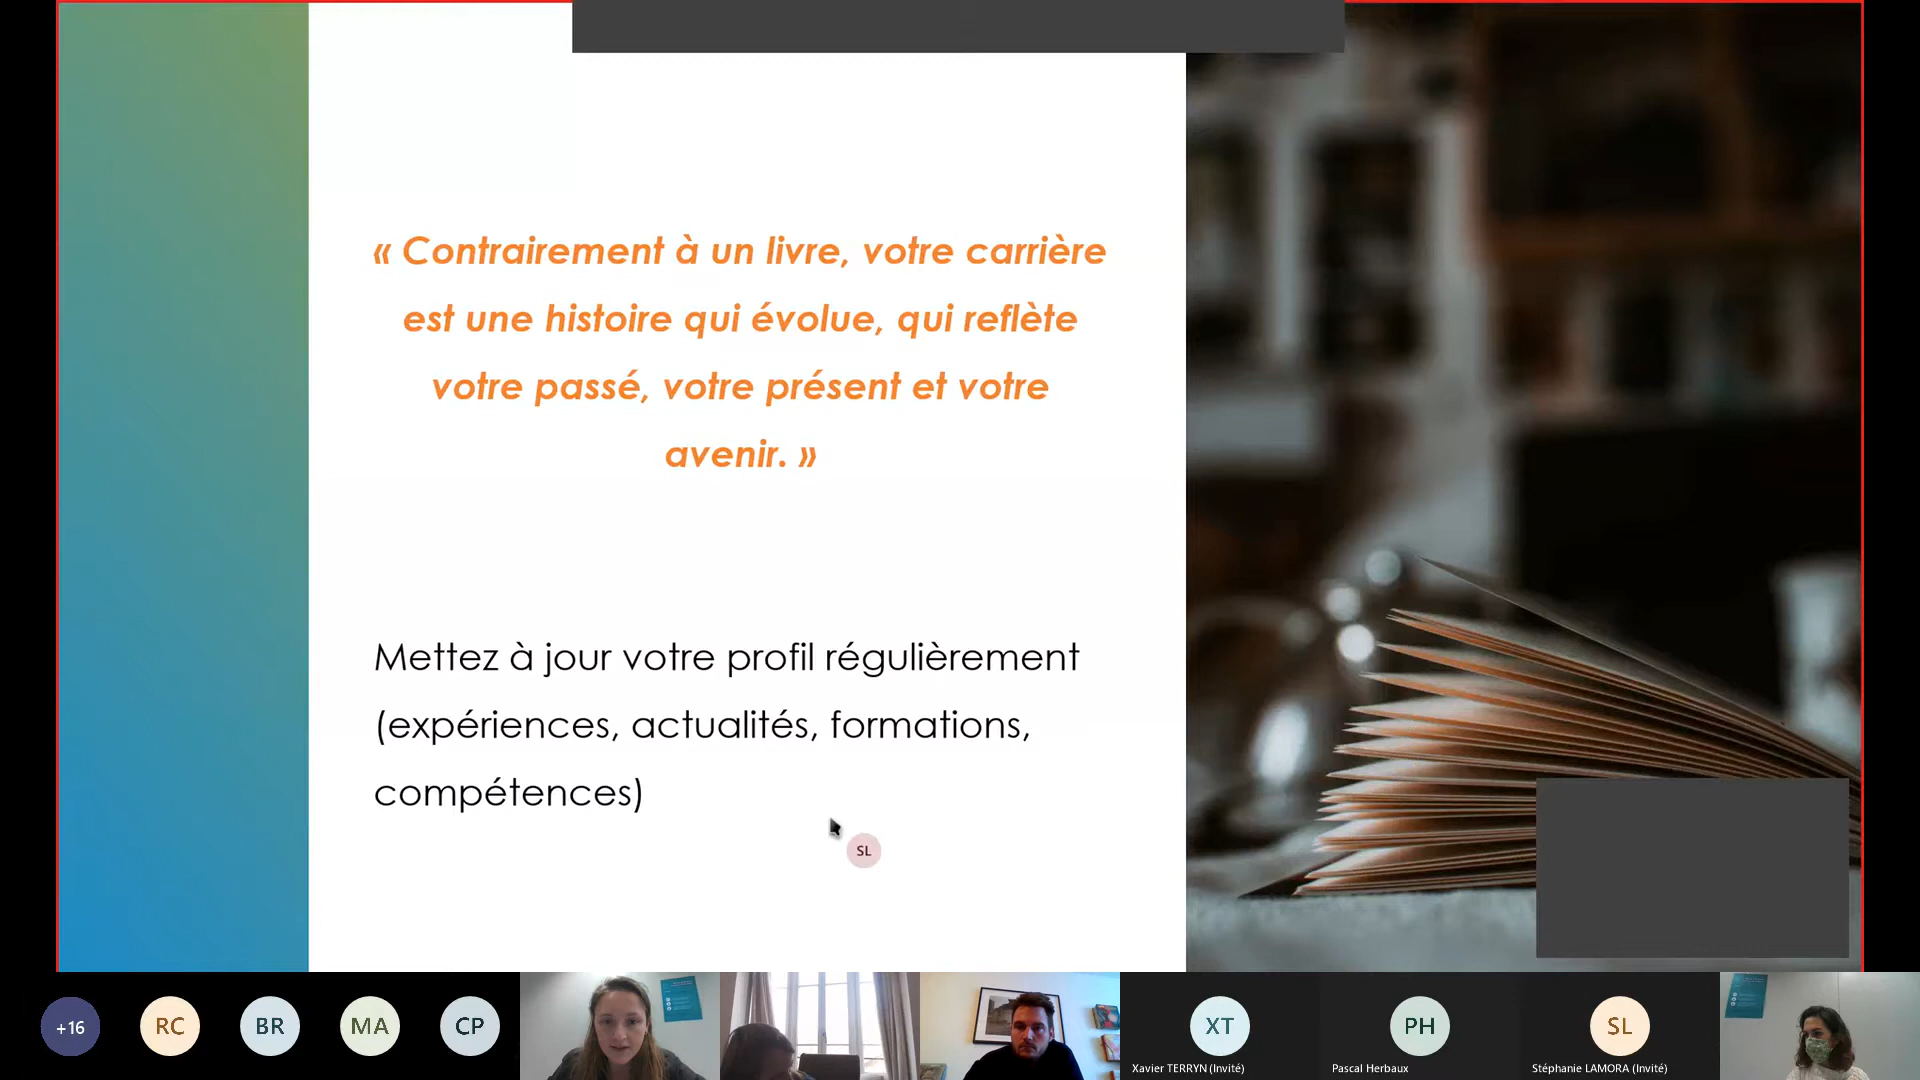 « Contrairement à un livre, votre carrière
est une histoire qui évolue, qui reflète
votre passé, votre présent et votre
avenir. »
Mettez à jour votre profil régulièrement
(expériences, actualités, formations,
compétences)
SL
+16
RC
BR
MA
CP
XT
PH
SL
Xavier TERRYN (Invité)
Pascal Herbaux
Stéphanie LAMORA (Invité)